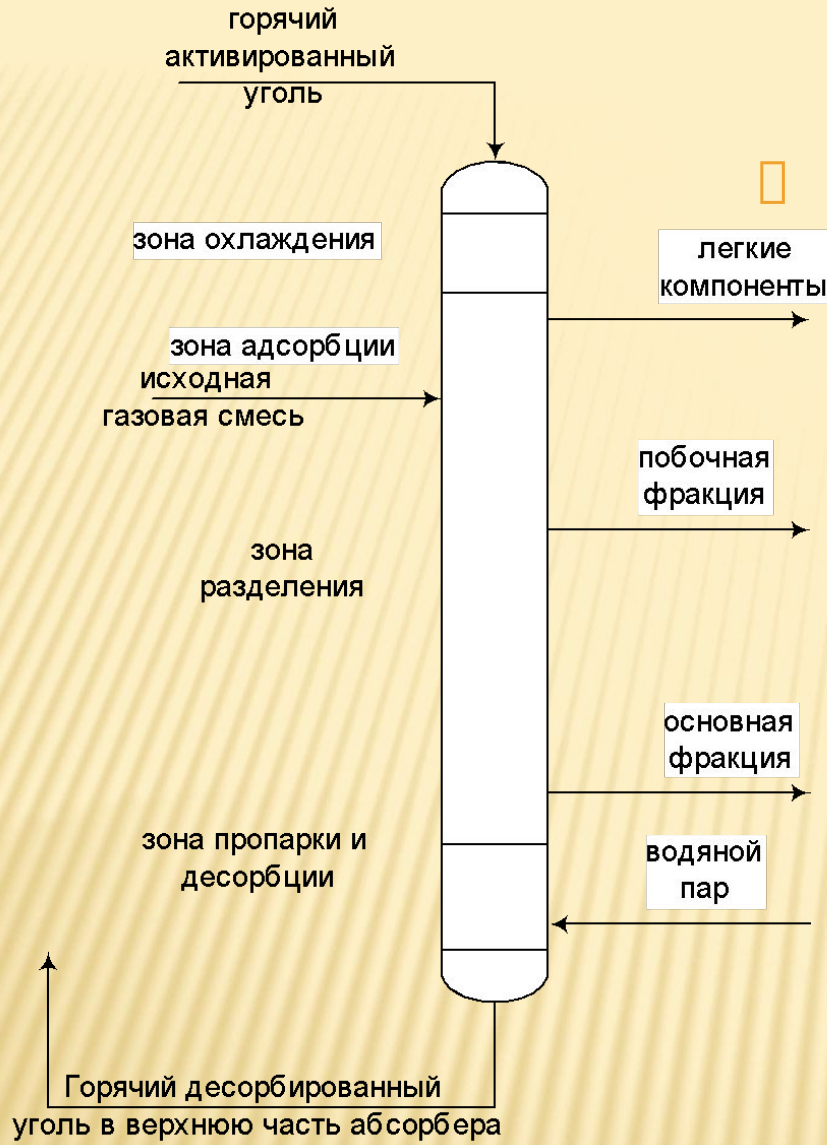 горячий
активированный
уголь
зона охлаждения
легкие
компоненты
зона адсорбции
исходная
газовая смесь
побочная
фракция
зона
разделения
основная
фракция
зона пропарки и
десорбции
водяной
пар
Горячий десорбированный
уголь в верхнюю часть абсорбера